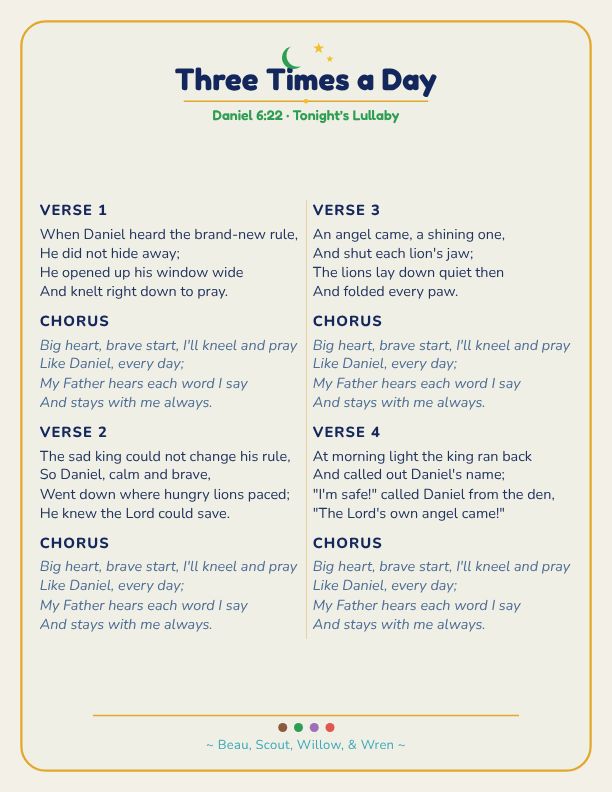 Three Times a Day
Daniel 6:22 · Tonight's Lullaby
VERSE 1
When Daniel heard the brand-new rule,
He did not hide away;
He opened up his window wide
And knelt right down to pray.
CHORUS
Big heart, brave start, I'll kneel and pray
Like Daniel, every day;
My Father hears each word I say
And stays with me always.
VERSE 2
The sad king could not change his rule,
So Daniel, calm and brave,
Went down where hungry lions paced;
He knew the Lord could save.
CHORUS
Big heart, brave start, I'll kneel and pray
Like Daniel, every day;
My Father hears each word I say
And stays with me always.
VERSE 3
An angel came, a shining one,
And shut each lion's jaw;
The lions lay down quiet then
And folded every paw.
CHORUS
Big heart, brave start, I'll kneel and pray
Like Daniel, every day;
My Father hears each word I say
And stays with me always.
VERSE 4
At morning light the king ran back
And called out Daniel's name;
"I'm safe!" called Daniel from the den,
"The Lord's own angel came!"
CHORUS
Big heart, brave start, I'll kneel and pray
Like Daniel, every day;
My Father hears each word I say
And stays with me always.
~ Beau, Scout, Willow, & Wren ~